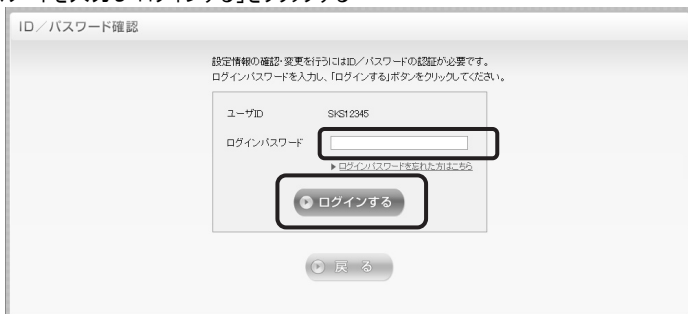 ID／パスワード確認
設定情報の確認・変更を行うにはID／パスワードの認証が必要です。
ログインパスワードを入力し、「ログインする」ボタンをクリックしてください。
ユーザID SKS12345
ログインパスワード
▶ログインパスワードを忘れた方はこちら
ログインする
戻る